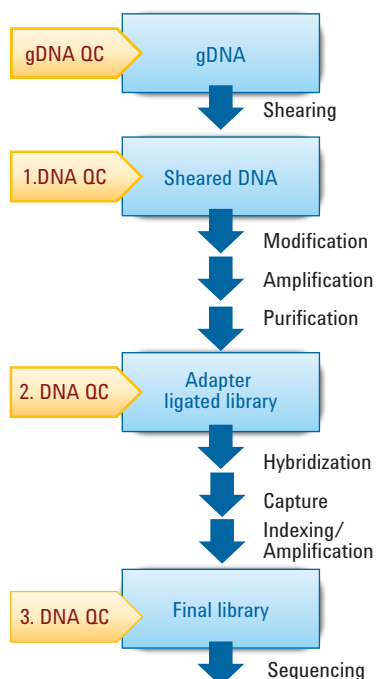 gDNA QC
gDNA
Shearing
1.DNA QC
Sheared DNA
Modification
Amplification
Purification
2. DNA QC
Adapter
ligated library
Hybridization
Capture
Indexing/
Amplification
3. DNA QC
Final library
Sequencing